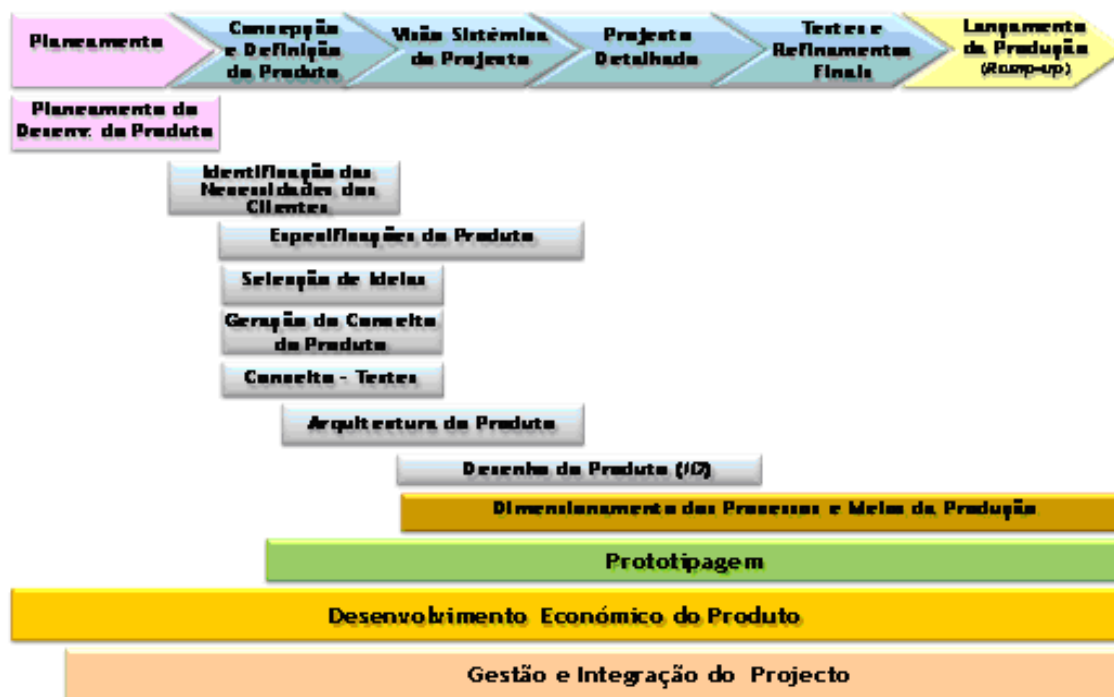 Planeamento
Concepção
e Definição
do Produto
Visão Sistémica
do Projecto
Projecto
Detalhado
Testes e
Refinamentos
Finais
Lançamento
da Produção
(Ramp-up)
Planeamento do
Desenv. do Produto
Identificação das
Necessidades dos
Clientes
Especificações do Produto
Selecção de Ideias
Geração do Conceito
do Produto
Conceito - Testes
Arquitectura do Produto
Desenho do Produto (ID)
Dimensionamento dos Processos e Meios de Produção
Prototipagem
Desenvolvimento Económico do Produto
Gestão e Integração do Projecto